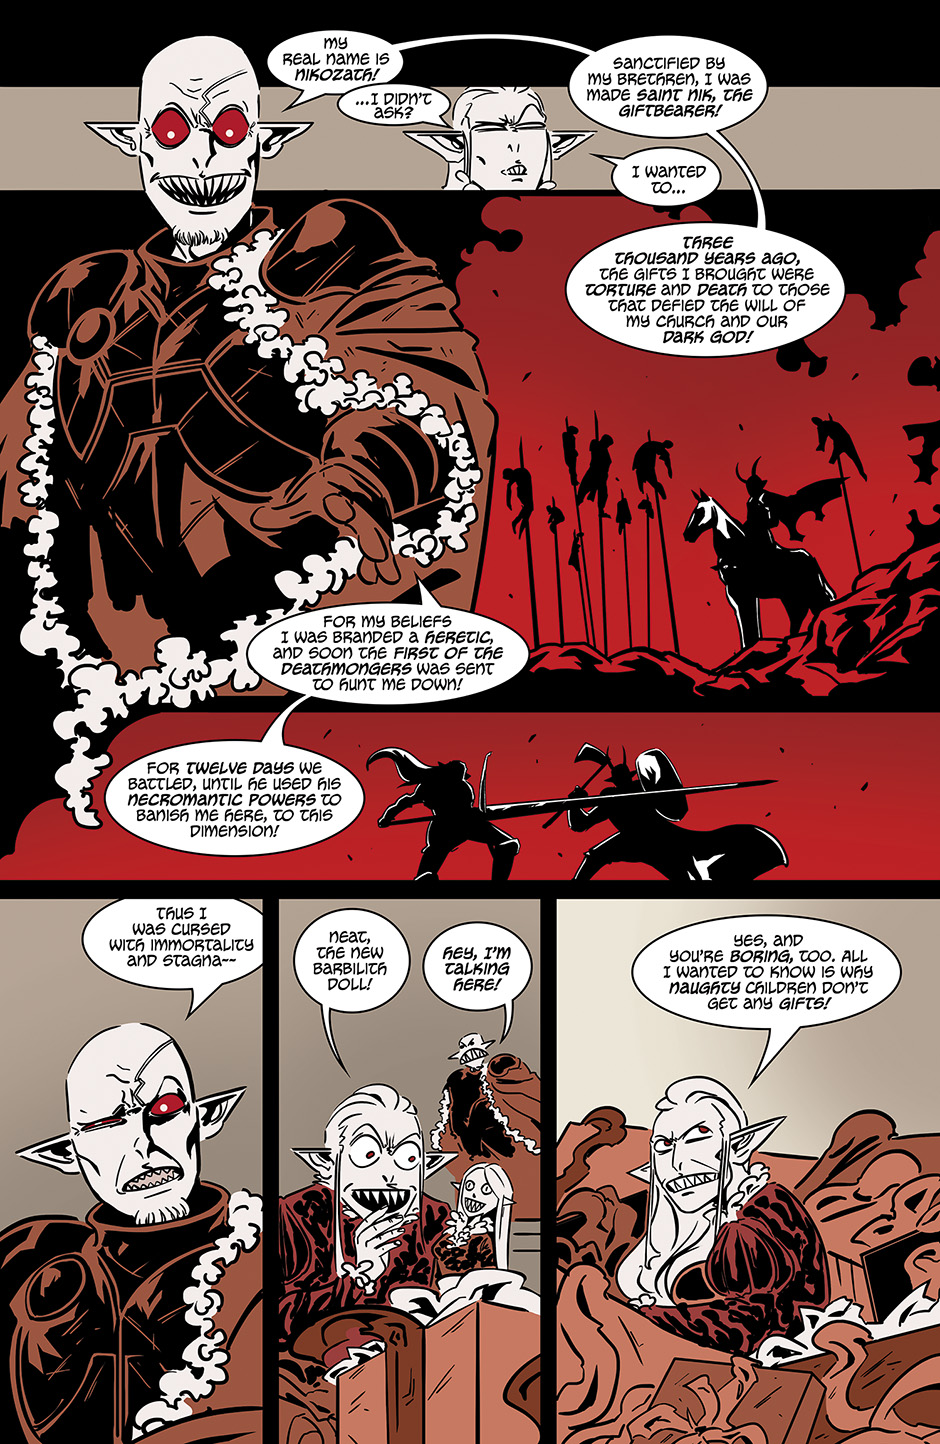 MY
REAL NAME IS
NIKOZATH!
...I DIDN'T
ASK?
SANCTIFIED BY
MY BRETHREN, I WAS
MADE SAINT NIK, THE
GIFTBEARER!
I WANTED
TO...
THREE
THOUSAND YEARS AGO,
THE GIFTS I BROUGHT WERE
TORTURE AND DEATH TO THOSE
THAT DEFIED THE WILL OF
MY CHURCH AND OUR
DARK GOD!
FOR MY BELIEFS
I WAS BRANDED A HERETIC,
AND SOON THE FIRST OF THE
DEATHMONGERS WAS SENT
TO HUNT ME DOWN!
FOR TWELVE DAYS WE
BATTLED, UNTIL HE USED HIS
NECROMANTIC POWERS TO
BANISH ME HERE, TO THIS
DIMENSION!
THUS I
WAS CURSED
WITH IMMORTALITY
AND STAGNA--
NEAT,
THE NEW
BARBILITH
DOLL!
HEY, I'M
TALKING
HERE!
YES, AND
YOU'RE BORING, TOO. ALL
I WANTED TO KNOW IS WHY
NAUGHTY CHILDREN DON'T
GET ANY GIFTS!